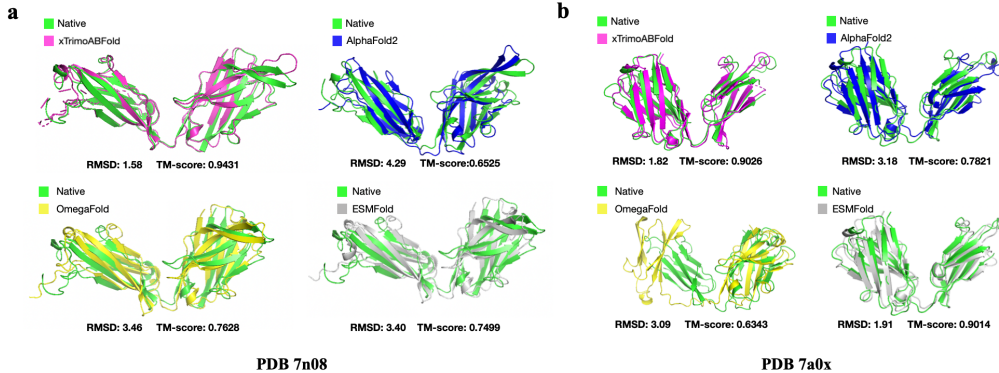 a
Native
xTrimoABFold
RMSD: 1.58 TM-score: 0.9431
Native
AlphaFold2
RMSD: 4.29 TM-score:0.6525
Native
OmegaFold
RMSD: 3.46 TM-score: 0.7628
Native
ESMFold
RMSD: 3.40 TM-score: 0.7499
PDB 7n08
b
Native
xTrimoABFold
RMSD: 1.82 TM-score: 0.9026
Native
AlphaFold2
RMSD: 3.18 TM-score: 0.7821
Native
OmegaFold
RMSD: 3.09 TM-score: 0.6343
Native
ESMFold
RMSD: 1.91 TM-score: 0.9014
PDB 7a0x